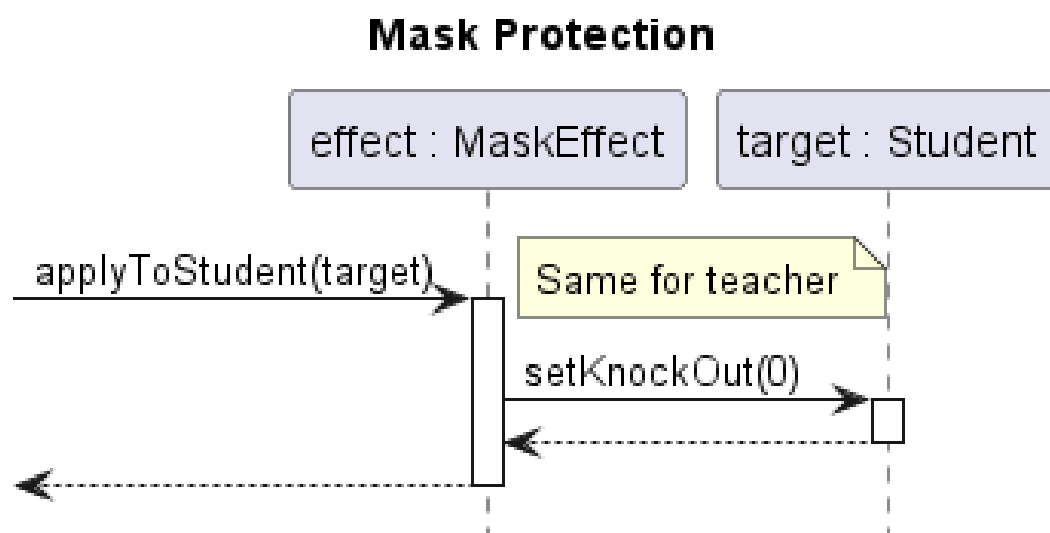 Mask Protection
effect : MaskEffect
target : Student
applyToStudent(target)
Same for teacher
setKnockOut(0)